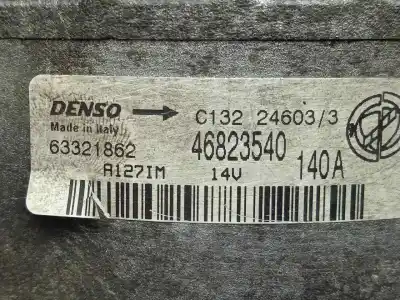 DENSO → C132 24603/3
Made in Italy
63321862 46823540 140A
A127IM 14V